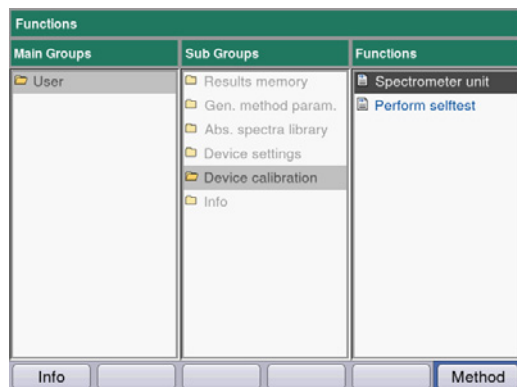 Functions
Main Groups
Sub Groups
Functions
User
Results memory
Gen. method param.
Abs. spectra library
Device settings
Device calibration
Info
Spectrometer unit
Perform selftest
Info
Method